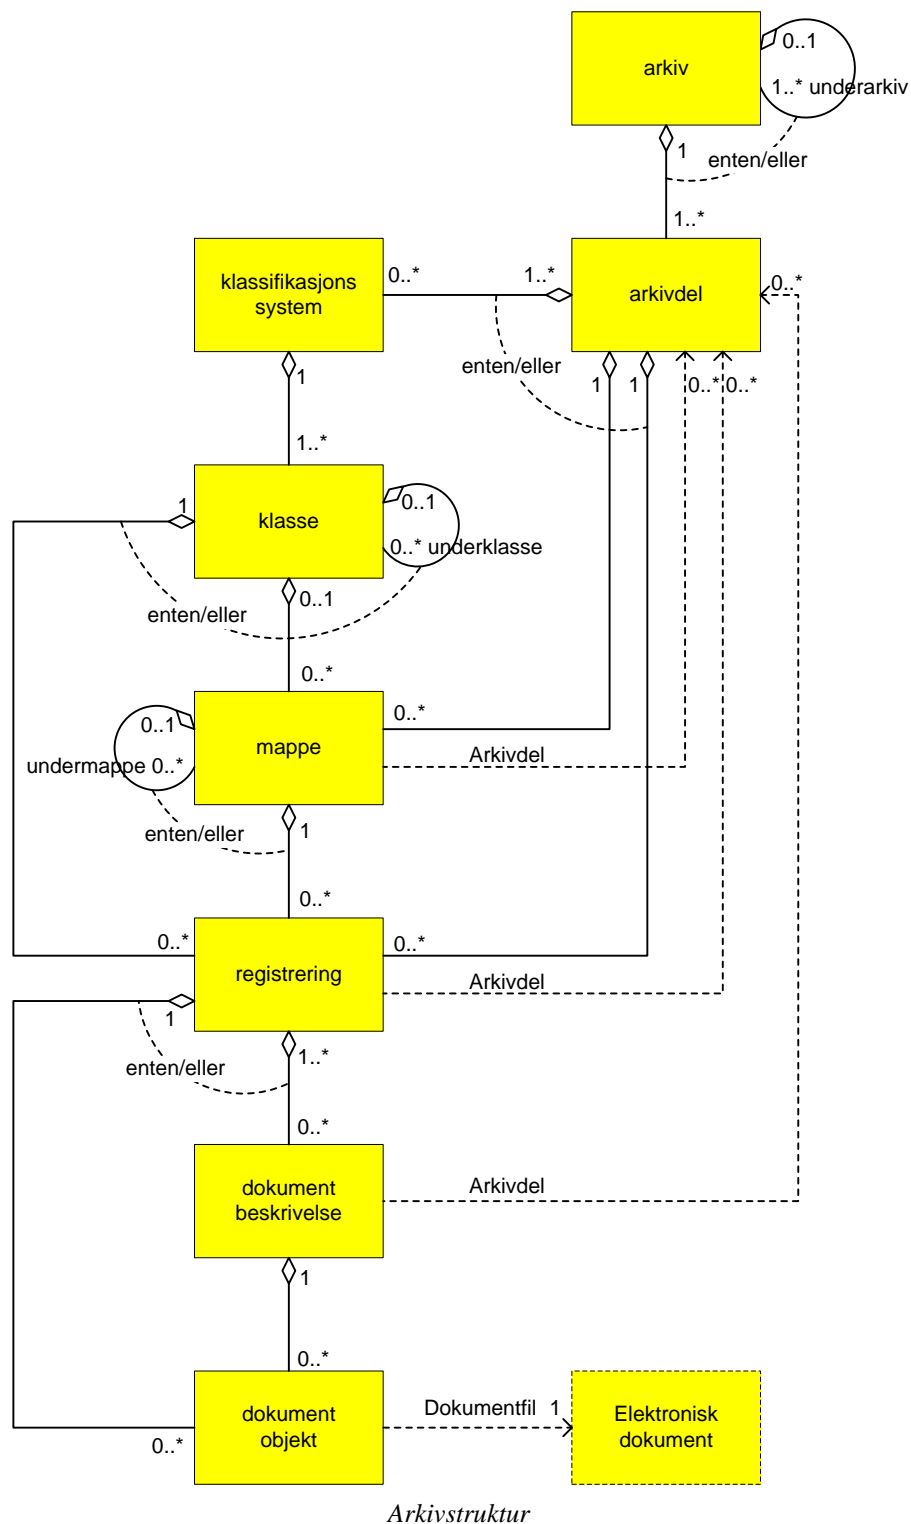 arkiv
0..1
1..* underarkiv
1
enten/eller
1..*
klassifikasjons
system
0..*
1..*
arkivdel
0..*
enten/eller
1
1
1
0..*
0..*
1..*
1
klasse
0..1
0..* underklasse
enten/eller
0..1
0..*
0..1
mappe
0..*
Arkivdel
undermappe 0..*
enten/eller
1
0..*
0..*
registrering
0..*
Arkivdel
1
1..*
enten/eller
0..*
dokument
beskrivelse
Arkivdel
1
0..*
dokument
objekt
Dokumentfil 1
Elektronisk
dokument
0..*
Arkivstruktur